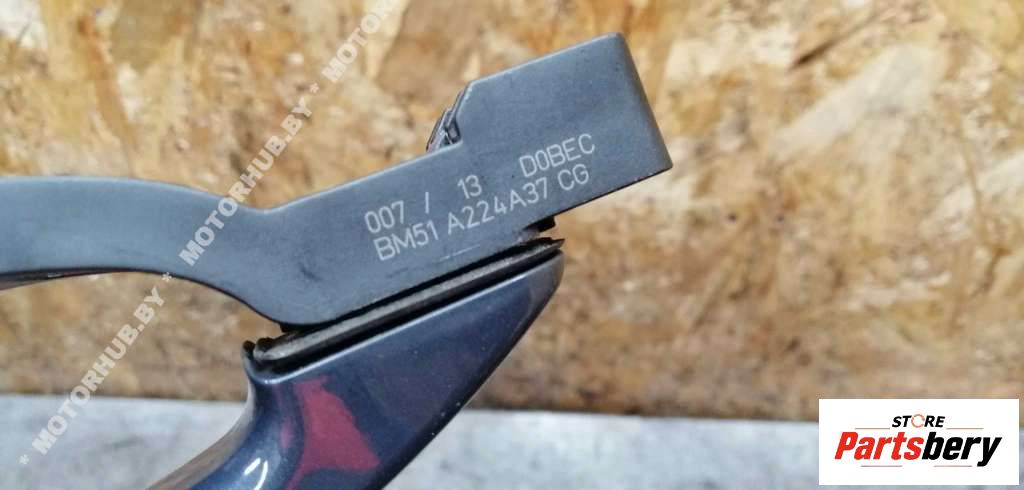 007 / 13 D0BEC
BM51 A224A37 CG
* MOTORHUB.BY * MOTORHUB.BY * MOTORHUB.BY * MOTOR
STORE
Partsbery